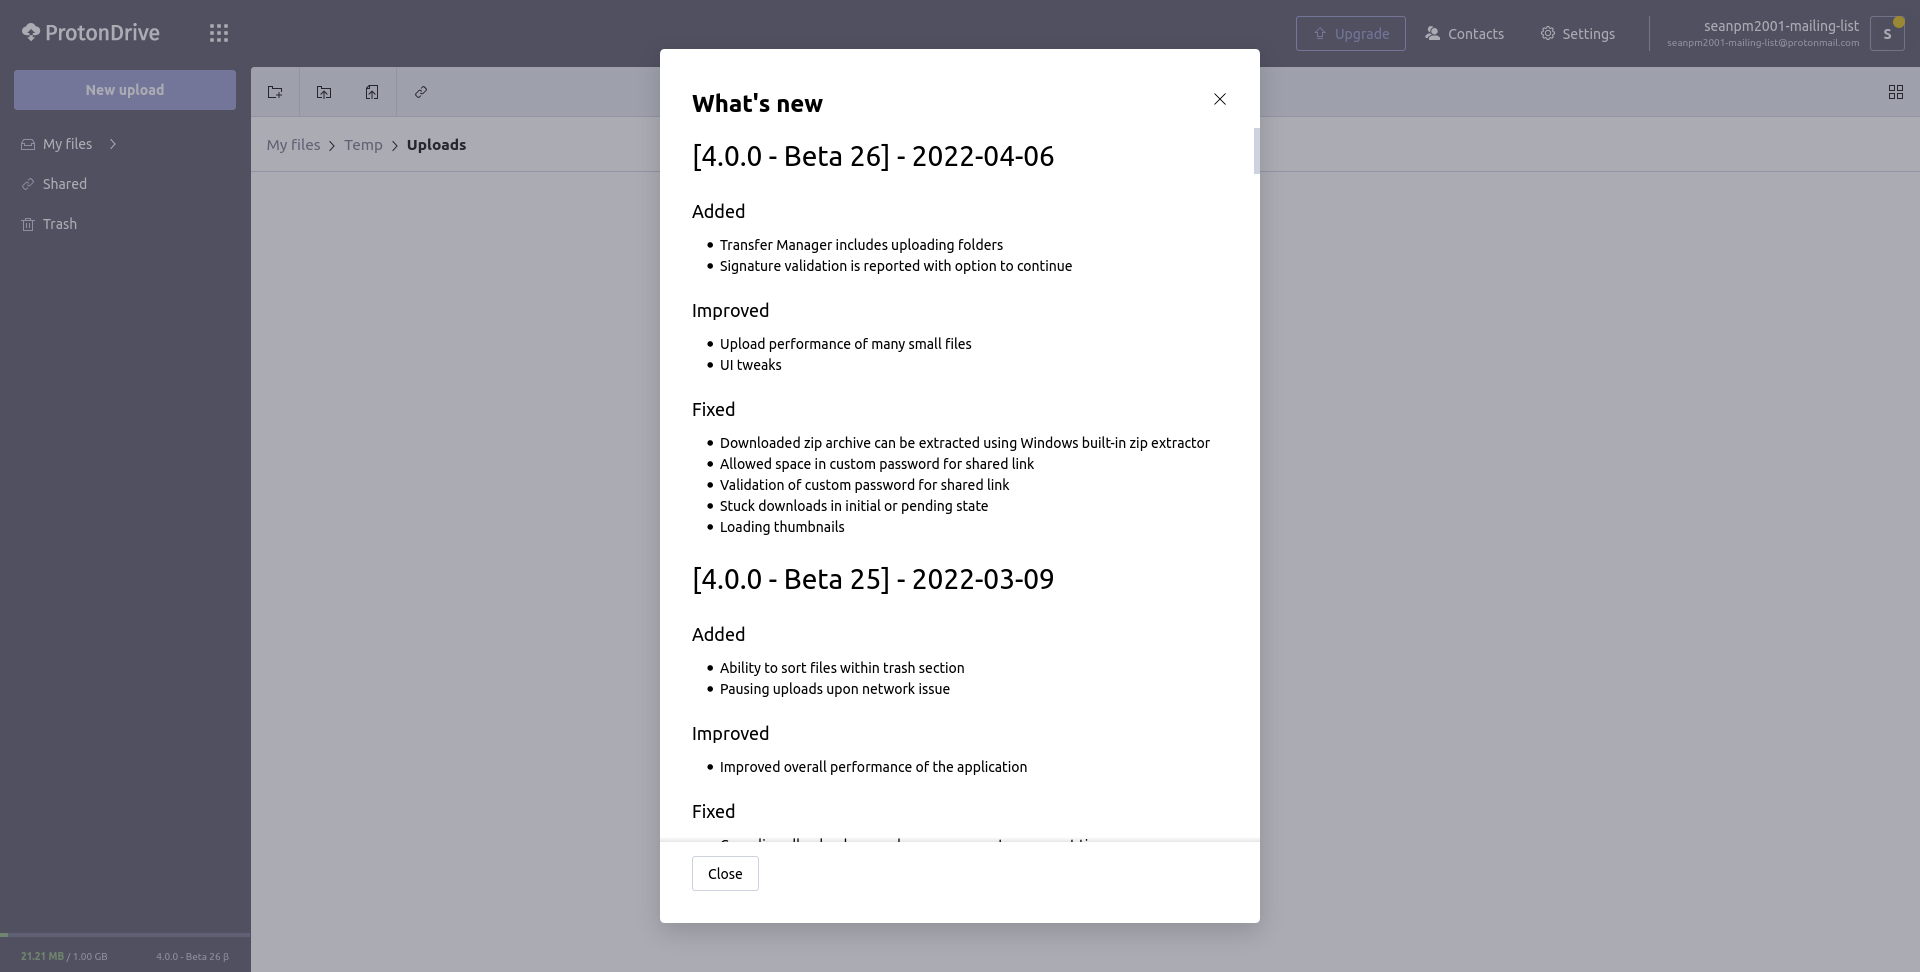 ProtonDrive
Upgrade
Contacts
Settings
seanpm2001-mailing-list
seanpm2001-mailing-list@protonmail.com
S
New upload
My files
Shared
Trash
My files > Temp > Uploads
What's new
[4.0.0 - Beta 26] - 2022-04-06
Added
• Transfer Manager includes uploading folders
• Signature validation is reported with option to continue
Improved
• Upload performance of many small files
• UI tweaks
Fixed
• Downloaded zip archive can be extracted using Windows built-in zip extractor
• Allowed space in custom password for shared link
• Validation of custom password for shared link
• Stuck downloads in initial or pending state
• Loading thumbnails
[4.0.0 - Beta 25] - 2022-03-09
Added
• Ability to sort files within trash section
• Pausing uploads upon network issue
Improved
• Improved overall performance of the application
Fixed
Close
21.21 MB / 1.00 GB
4.0.0 - Beta 26 β